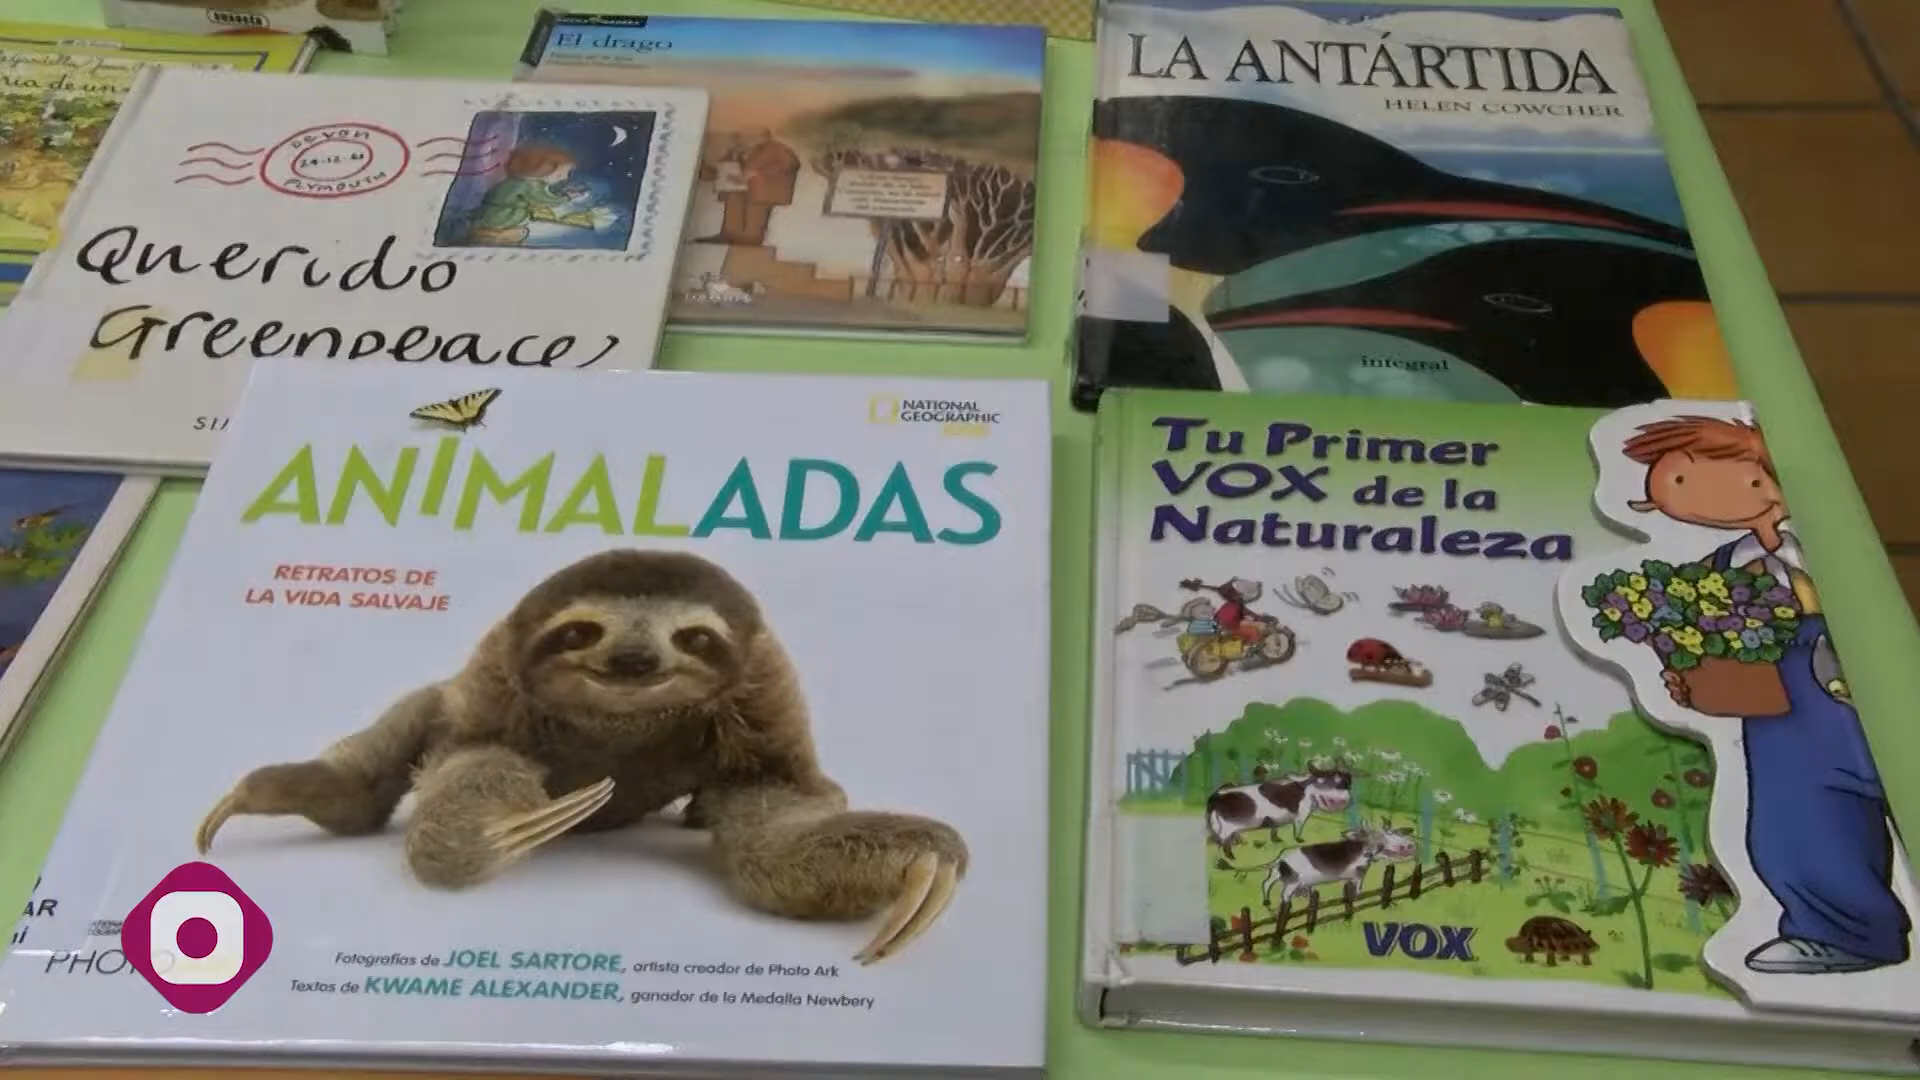 El drago
LA ANTÁRTIDA
HELEN COWCHER
integral
DEVON
PLYMOUTH
Querido
Greenpeace,
NATIONAL
GEOGRAPHIC
ANIMALADAS
RETRATOS DE
LA VIDA SALVAJE
Fotografías de JOEL SARTORE, artista creador de Photo Ark
Textos de KWAME ALEXANDER, ganador de la Medalla Newbery
Tu Primer
VOX de la
Naturaleza
VOX